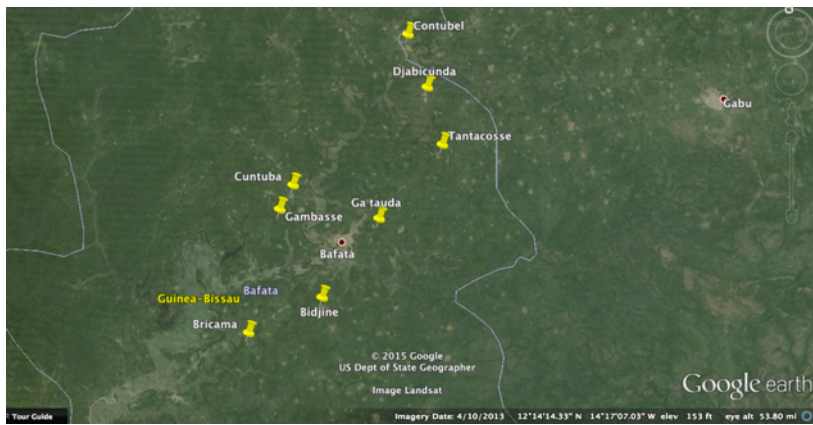 Contubel
Djabicunda
Gabu
Tantacosse
Cuntuba
Ga tauda
Gambasse
Bafata
Bafata
Guinea-Bissau
Bidjine
Bricama
© 2015 Google
US Dept of State Geographer
Image Landsat
Google earth
Tour Guide
Imagery Date: 4/10/2013 12°14'14.33" N 14°17'07.03" W elev 153 ft eye alt 53.80 mi